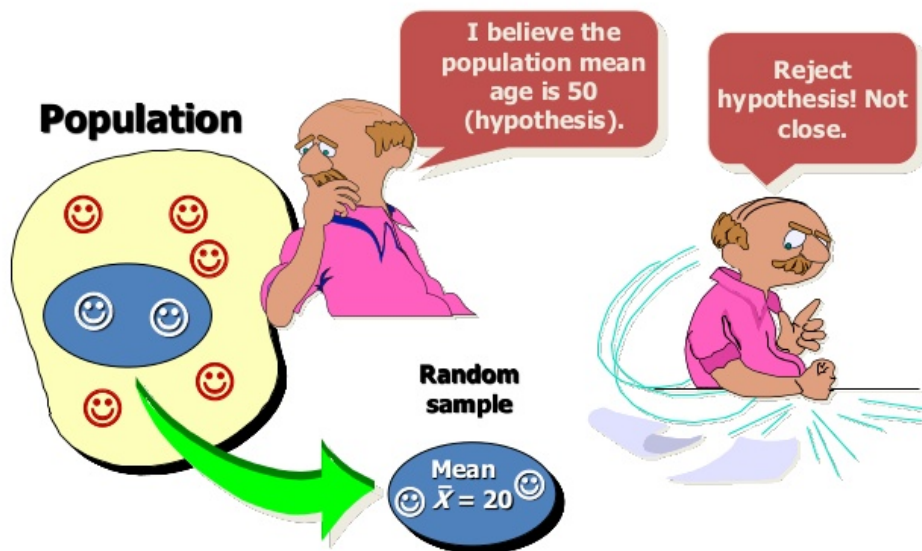 I believe the
population mean
age is 50
(hypothesis).
Reject
hypothesis! Not
close.
Population
Random
sample
Mean
X̄ = 20